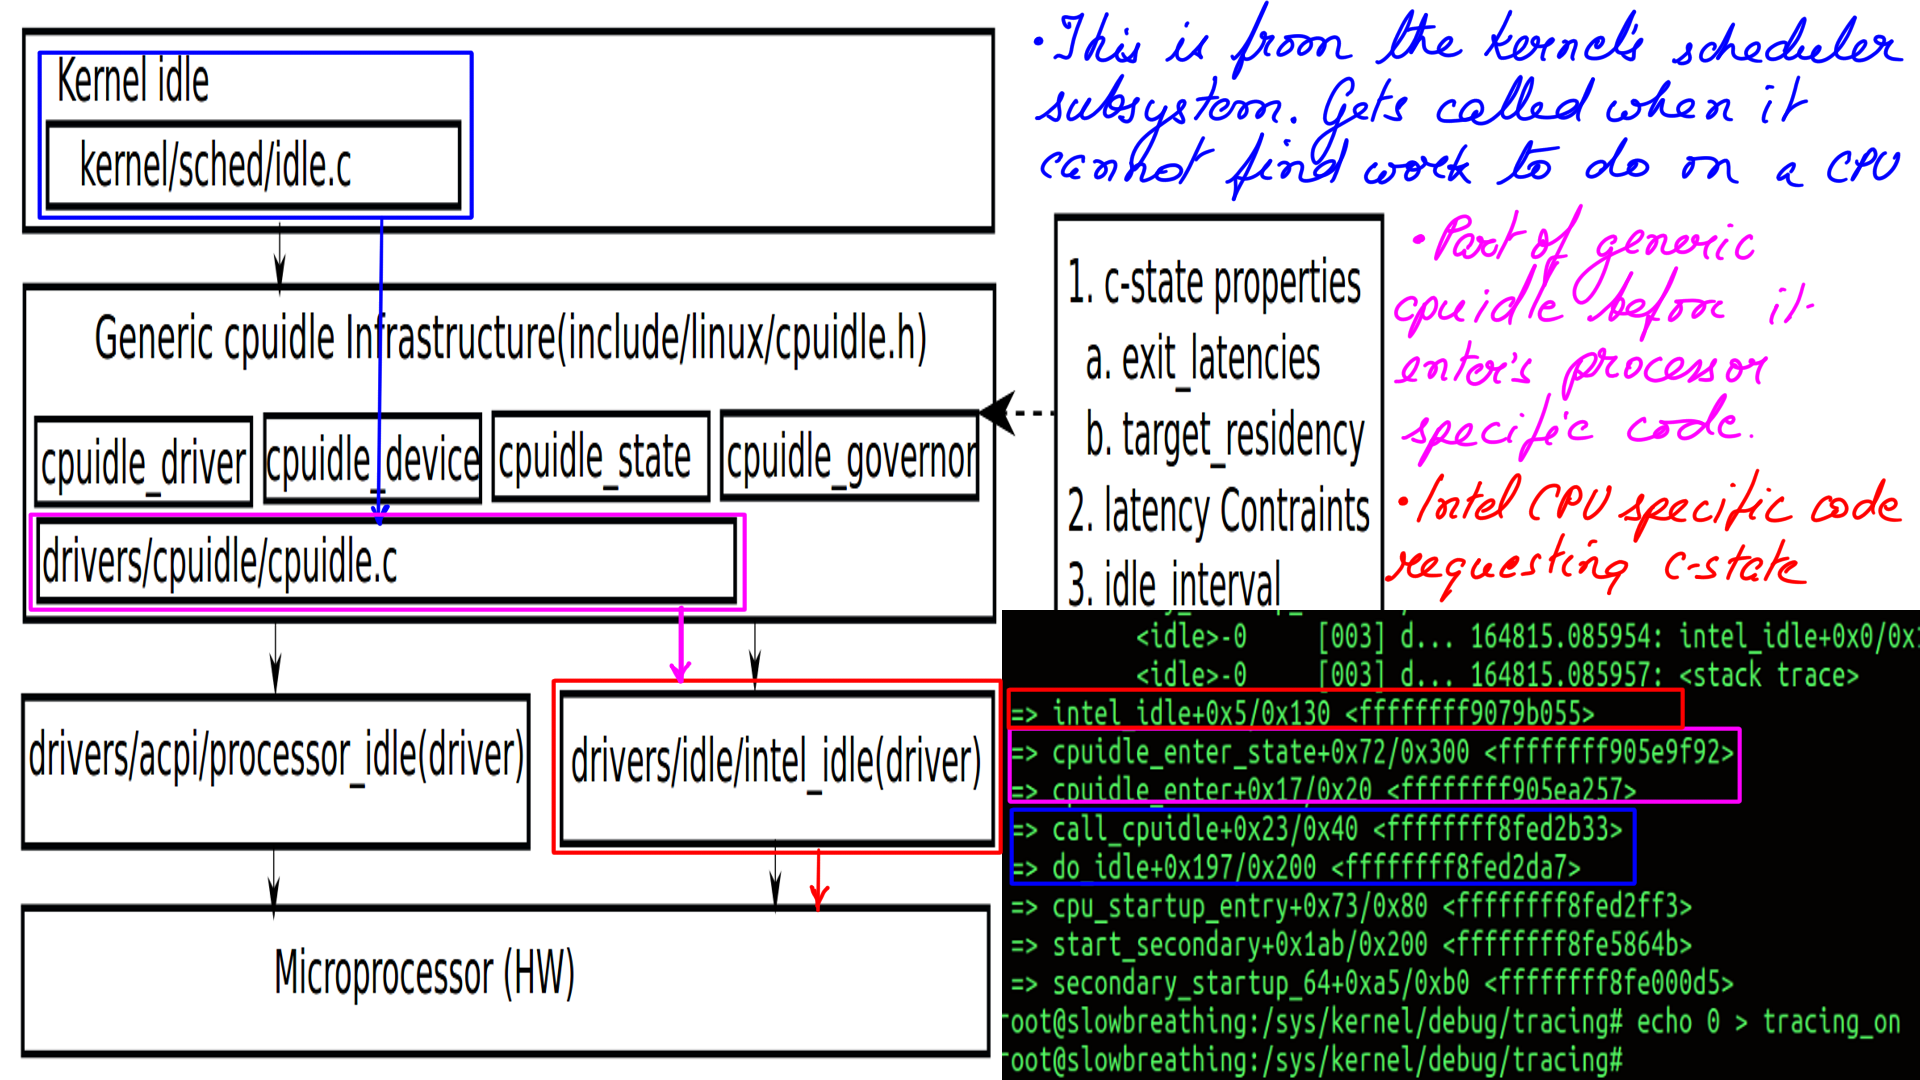 Kernel idle
kernel/sched/idle.c
Generic cpuidle Infrastructure(include/linux/cpuidle.h)
cpuidle_driver
cpuidle_device
cpuidle_state
cpuidle_governor
drivers/cpuidle/cpuidle.c
drivers/acpi/processor_idle(driver)
drivers/idle/intel_idle(driver)
Microprocessor (HW)
•This is from the kernel's scheduler
subsystem. Gets called when it
cannot find work to do on a CPU
1. c-state properties
a. exit_latencies
b. target_residency
2. latency Contraints
3. idle interval
•Part of generic
cpuidle before it
enter's processor
specific code.
•Intel CPU specific code
requesting c-state
<idle>-0 [003] d... 164815.085954: intel_idle+0x0/0x
<idle>-0 [003] d... 164815.085957: <stack trace>
=> intel_idle+0x5/0x130 <ffffffff9079b055>
=> cpuidle_enter_state+0x72/0x300 <ffffffff905e9f92>
=> cpuidle_enter+0x17/0x20 <ffffffff905ea257>
=> call_cpuidle+0x23/0x40 <ffffffff8fed2b33>
=> do_idle+0x197/0x200 <ffffffff8fed2da7>
=> cpu_startup_entry+0x73/0x80 <ffffffff8fed2ff3>
=> start_secondary+0x1ab/0x200 <ffffffff8fe5864b>
=> secondary_startup_64+0xa5/0xb0 <ffffffff8fe000d5>
root@slowbreathing:/sys/kernel/debug/tracing# echo 0 > tracing_on
root@slowbreathing:/sys/kernel/debug/tracing#